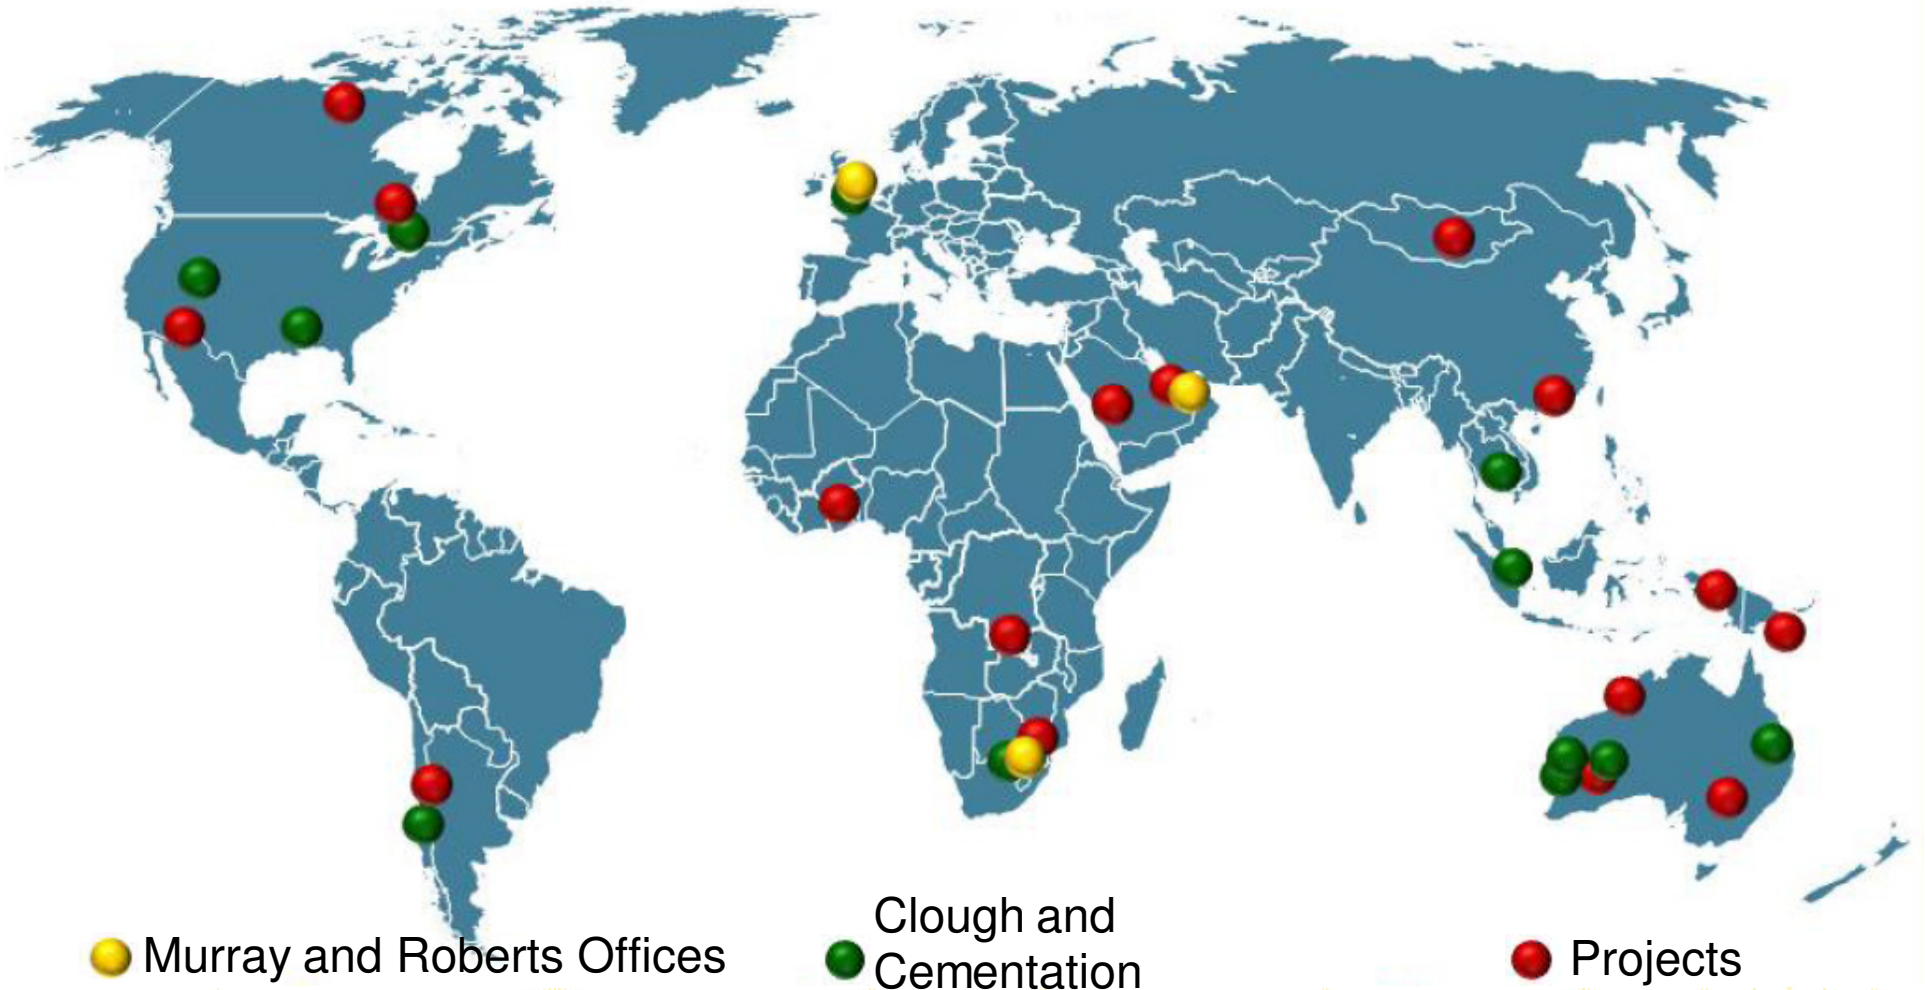 Murray and Roberts Offices
Clough and
Cementation
Projects